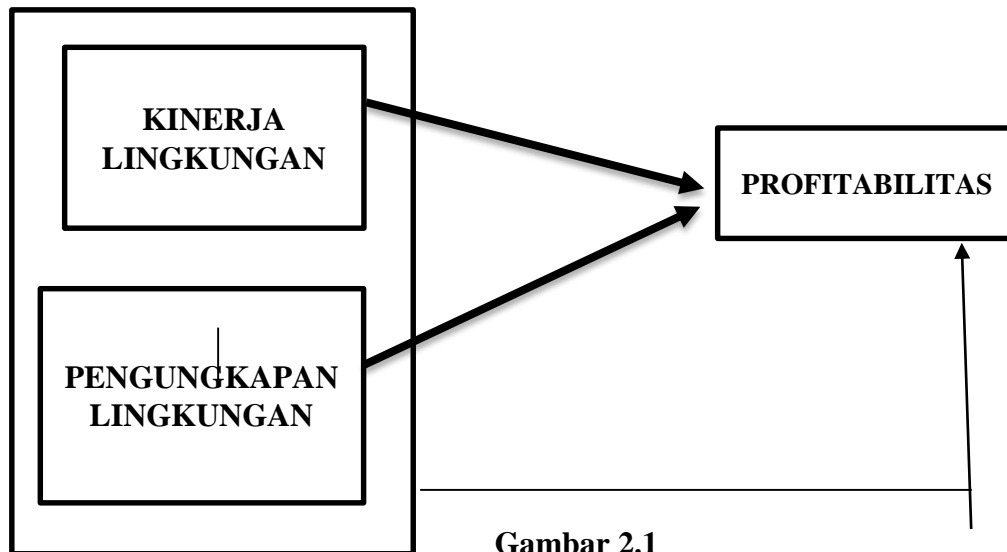 KINERJA
LINGKUNGAN
PROFITABILITAS
PENGUNGKAPAN
LINGKUNGAN
Gambar 2.1